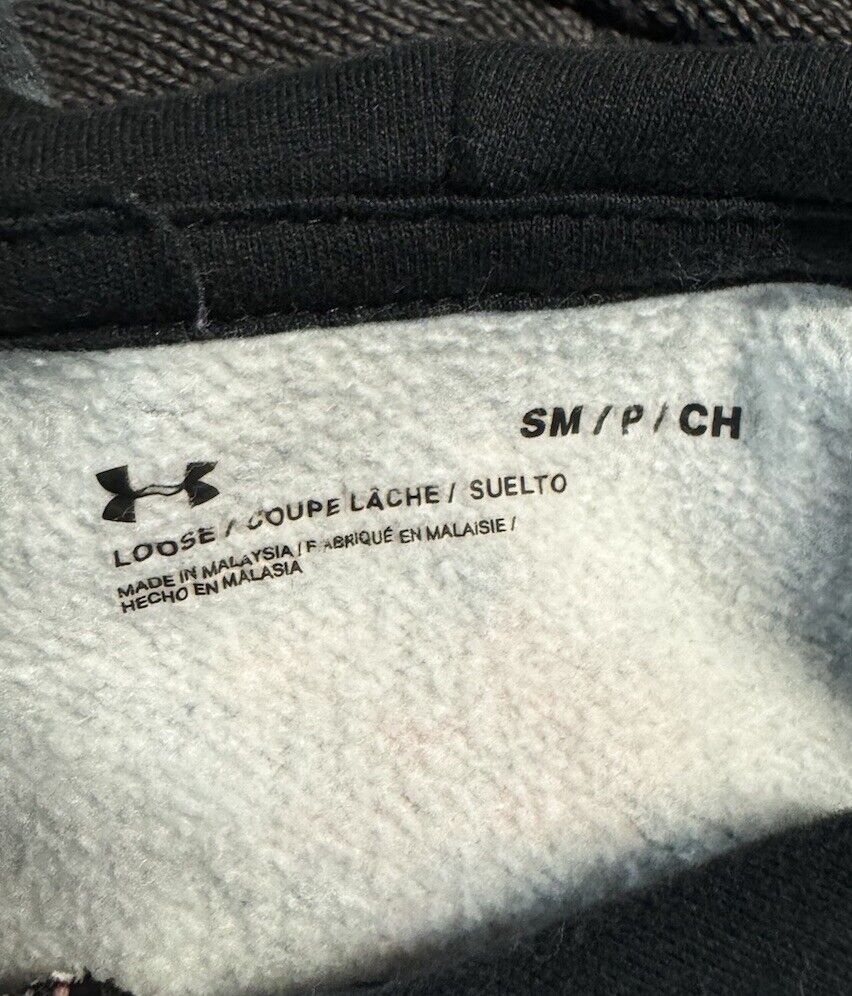 SM / P / CH
LOOSE / COUPE LÂCHE / SUELTO
MADE IN MALAYSIA / FABRIQUÉ EN MALAISIE /
HECHO EN MALASIA